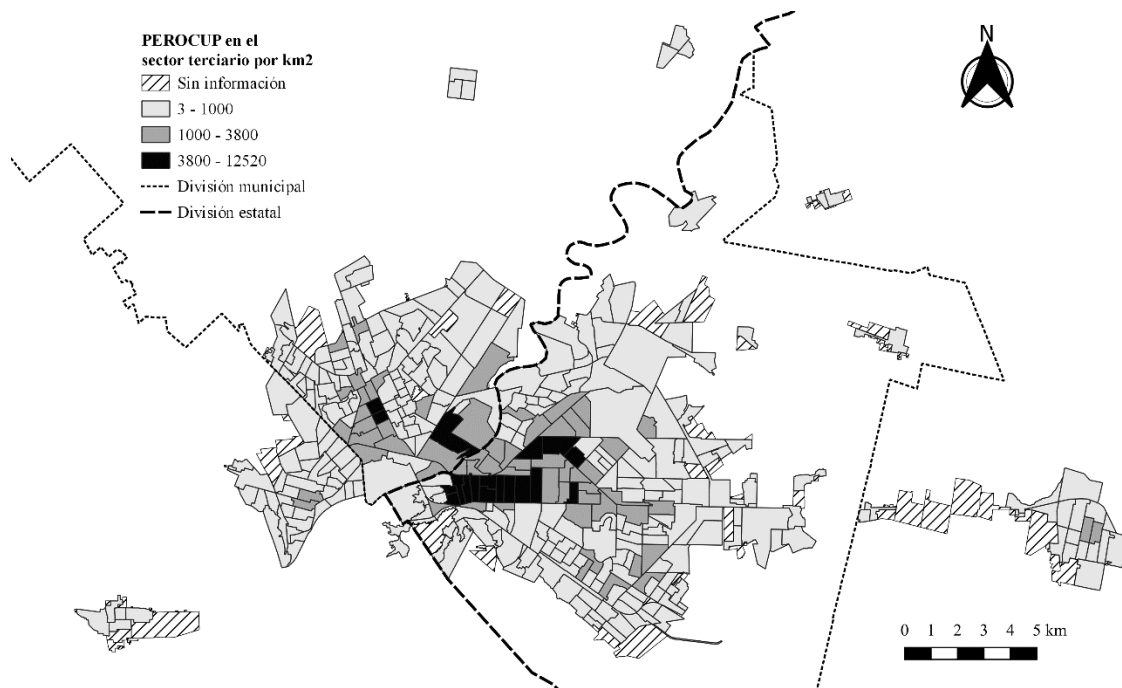 PEROCUP en el
sector terciario por km2
Sin información
3 - 1000
1000 - 3800
3800 - 12520
División municipal
División estatal
N
0 1 2 3 4 5 km